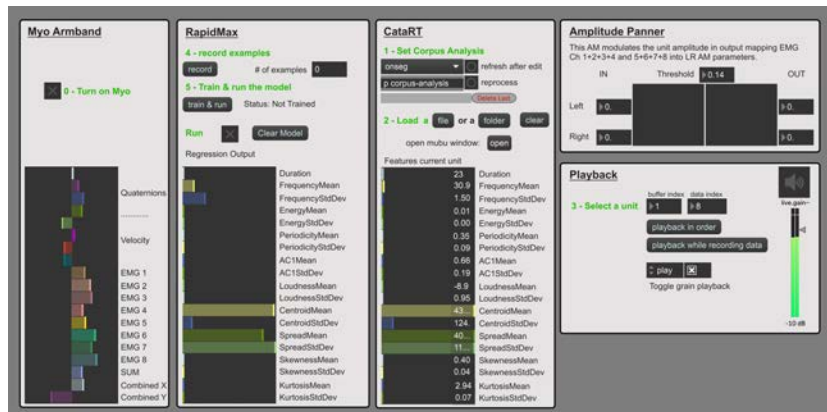 Myo Armband
0 - Turn on Myo
Quaternions
----------
Velocity
EMG 1
EMG 2
EMG 3
EMG 4
EMG 5
EMG 6
EMG 7
EMG 8
SUM
Combined X
Combined Y
RapidMax
4 - record examples
record # of examples 0
5 - Train & run the model
train & run Status: Not Trained
Run Clear Model
Regression Output
Duration
FrequencyMean
FrequencyStdDev
EnergyMean
EnergyStdDev
PeriodicityMean
PeriodicityStdDev
AC1Mean
AC1StdDev
LoudnessMean
LoudnessStdDev
CentroidMean
CentroidStdDev
SpreadMean
SpreadStdDev
SkewnessMean
SkewnessStdDev
KurtosisMean
KurtosisStdDev
CataRT
1 - Set Corpus Analysis
onseg refresh after edit
p corpus-analysis reprocess
Delete Last
2 - Load a file or a folder clear
open mubu window: open
Features current unit
23 Duration
30.9 FrequencyMean
1.50 FrequencyStdDev
0.01 EnergyMean
0.00 EnergyStdDev
0.35 PeriodicityMean
0.09 PeriodicityStdDev
0.66 AC1Mean
0.19 AC1StdDev
-8.9 LoudnessMean
0.95 LoudnessStdDev
43... CentroidMean
124. CentroidStdDev
40... SpreadMean
11... SpreadStdDev
0.40 SkewnessMean
0.04 SkewnessStdDev
2.94 KurtosisMean
0.07 KurtosisStdDev
Amplitude Panner
This AM modulates the unit amplitude in output mapping EMG
Ch 1+2+3+4 and 5+6+7+8 into LR AM parameters.
IN Threshold 0.14 OUT
Left 0. 0.
Right 0. 0.
Playback
buffer index data index
3 - Select a unit 1 8
live.gain~
playback in order
playback while recording data
play
Toggle grain playback
-10 dB